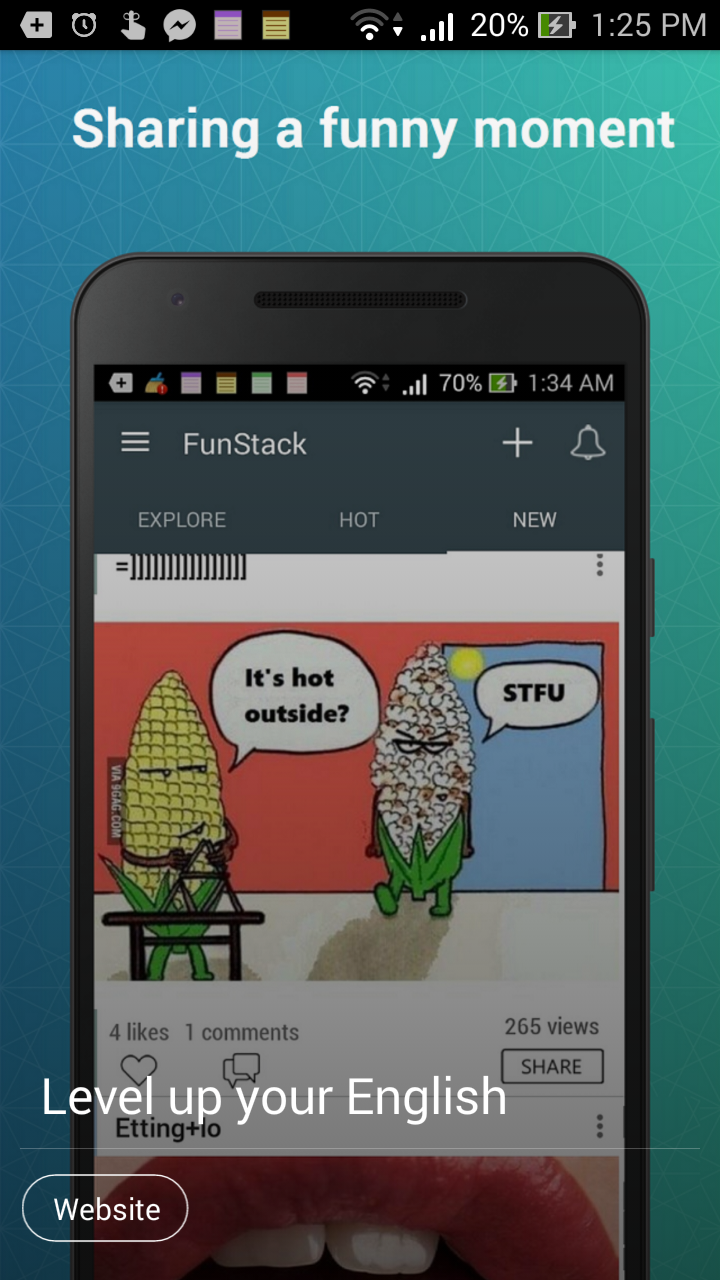 20% 1:25 PM
Sharing a funny moment
70% 1:34 AM
FunStack
EXPLORE HOT NEW
=]]]]]]]]]]]]]]]]
It's hot
outside?
STFU
VIA 9GAG.COM
4 likes 1 comments 265 views
SHARE
Level up your English
Etting+lo
Website